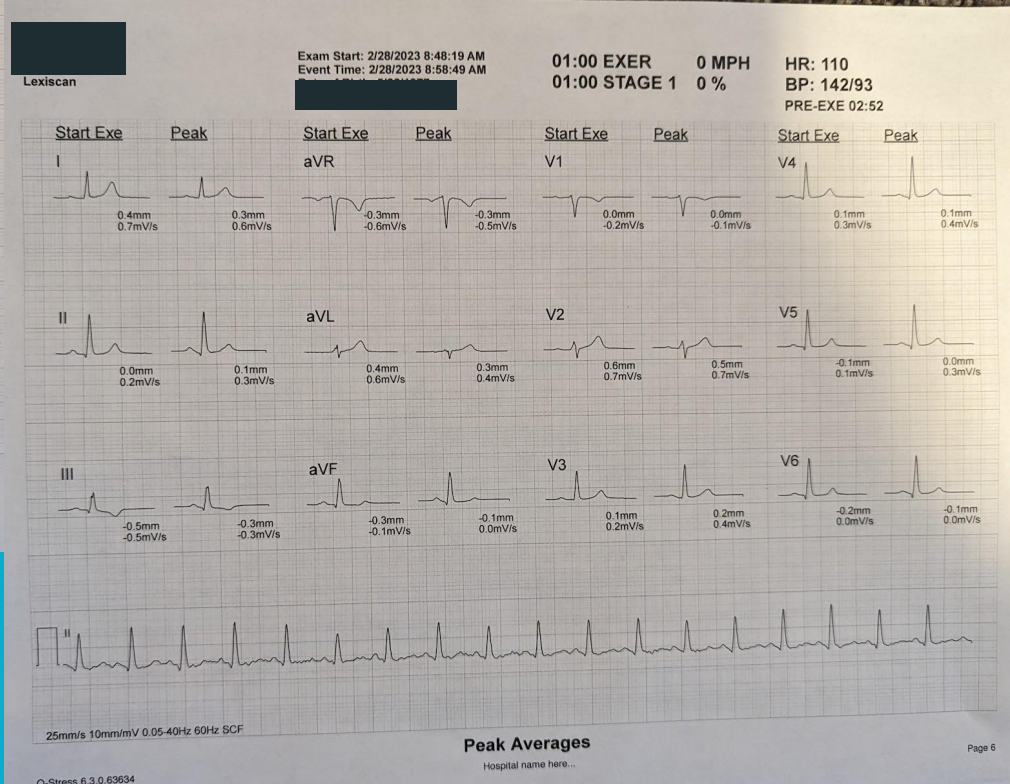 Lexiscan
Exam Start: 2/28/2023 8:48:19 AM
Event Time: 2/28/2023 8:58:49 AM
01:00 EXER 0 MPH
01:00 STAGE 1 0 %
HR: 110
BP: 142/93
PRE-EXE 02:52
Start Exe Peak Start Exe Peak Start Exe Peak Start Exe Peak
I aVR V1 V4
0.4mm 0.3mm -0.3mm -0.3mm 0.0mm 0.0mm 0.1mm 0.1mm
0.7mV/s 0.6mV/s -0.6mV/s -0.5mV/s -0.2mV/s -0.1mV/s 0.3mV/s 0.4mV/s
II aVL V2 V5
0.0mm 0.1mm 0.4mm 0.3mm 0.6mm 0.5mm -0.1mm 0.0mm
0.2mV/s 0.3mV/s 0.6mV/s 0.4mV/s 0.7mV/s 0.7mV/s 0.1mV/s 0.3mV/s
III aVF V3 V6
-0.5mm -0.3mm -0.3mm -0.1mm 0.1mm 0.2mm -0.2mm -0.1mm
-0.5mV/s -0.3mV/s -0.1mV/s 0.0mV/s 0.2mV/s 0.4mV/s 0.0mV/s 0.0mV/s
II
25mm/s 10mm/mV 0.05-40Hz 60Hz SCF
Peak Averages
Hospital name here...
Page 6
Q-Stress 6.3.0.63634